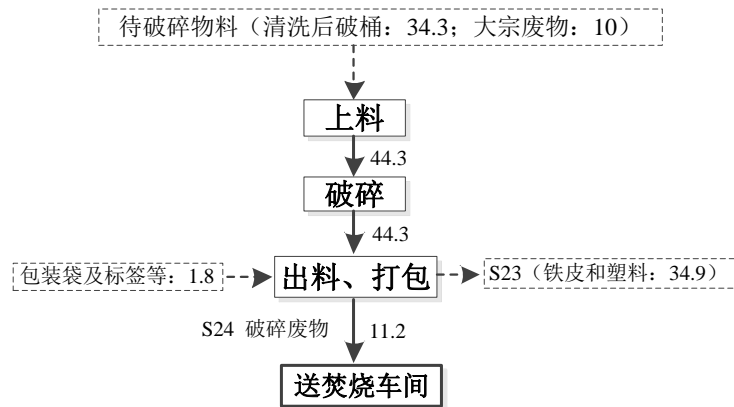 待破碎物料（清洗后破桶：34.3；大宗废物：10）
上料
44.3
破碎
44.3
包装袋及标签等：1.8
出料、打包
S23（铁皮和塑料：34.9）
S24 破碎废物
11.2
送焚烧车间